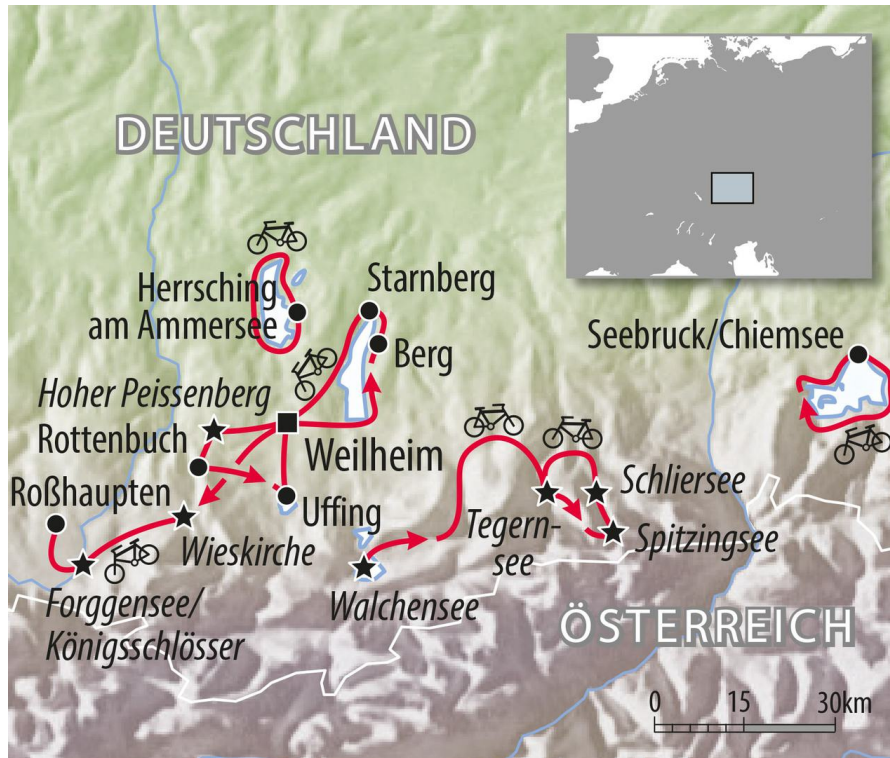 DEUTSCHLAND
Herrsching
am Ammersee
Starnberg
Berg
Seebruck/Chiemsee
Hoher Peissenberg
Rottenbuch
Weilheim
Roßhaupten
Uffing
Wieskirche
Schliersee
Tegern-
see
Spitzingsee
Forggensee/
Königsschlösser
Walchensee
ÖSTERREICH
0 15 30km